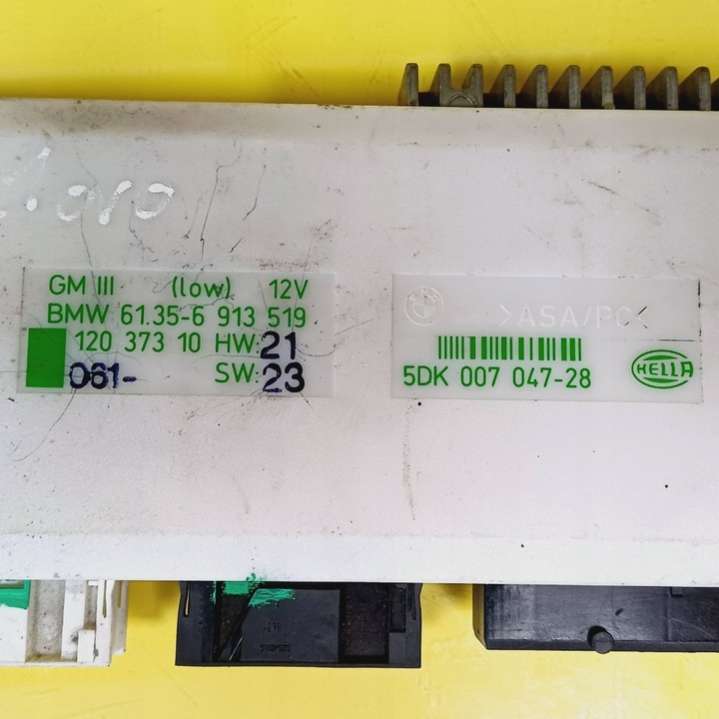 GM III (low) 12V
BMW 61.35-6 913 519
120 373 10 HW: 21
061- SW: 23
>ASA/PC<
5DK 007 047-28
HELLA